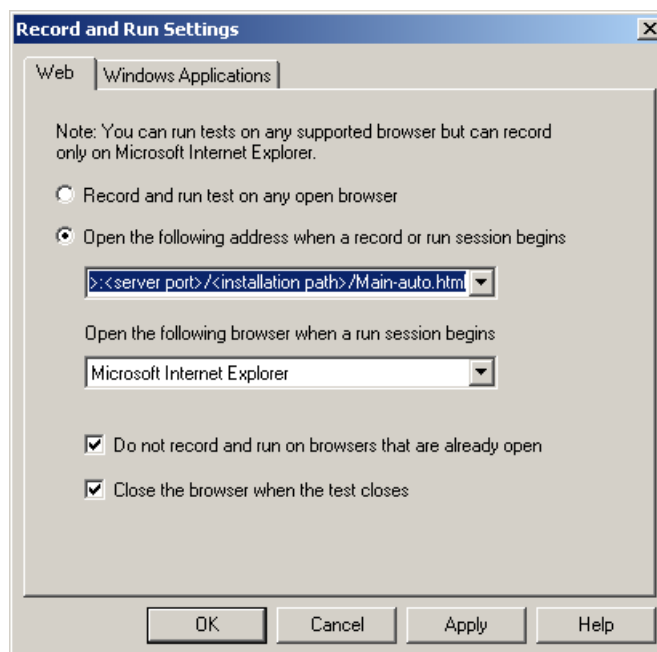 Record and Run Settings
Web
Windows Applications
Note: You can run tests on any supported browser but can record
only on Microsoft Internet Explorer.
Record and run test on any open browser
Open the following address when a record or run session begins
>:<server port>/<installation path>/Main-auto.html
Open the following browser when a run session begins
Microsoft Internet Explorer
Do not record and run on browsers that are already open
Close the browser when the test closes
OK
Cancel
Apply
Help